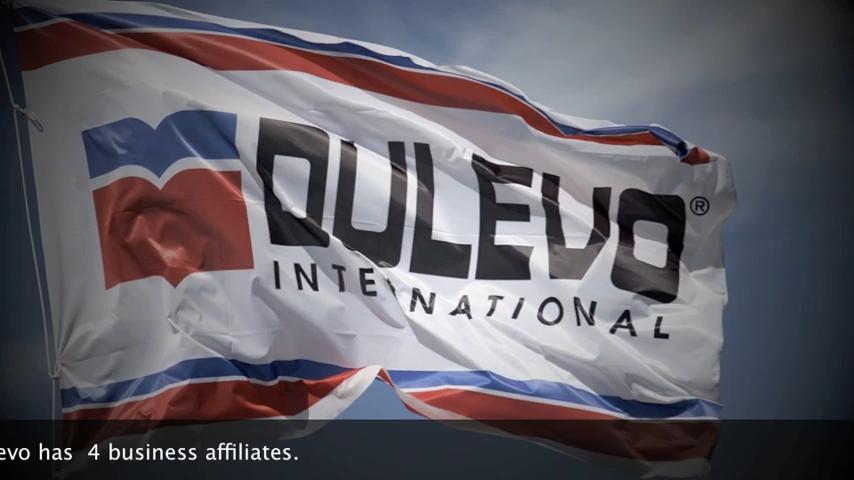 DULEVO®
INTERNATIONAL
evo has  4 business affiliates.